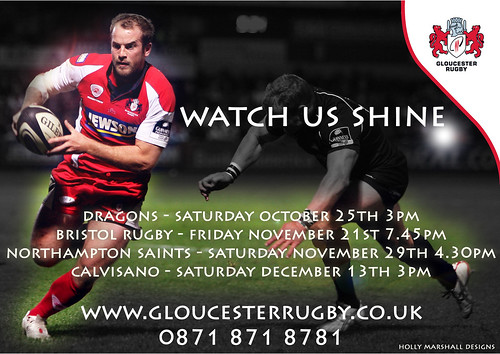 GLOUCESTER
RUGBY
GILBERT
JEWSON
WATCH US SHINE
DRAGONS - SATURDAY OCTOBER 25TH 3PM
BRISTOL RUGBY - FRIDAY NOVEMBER 21ST 7.45PM
NORTHAMPTON SAINTS - SATURDAY NOVEMBER 29TH 4.30PM
CALVISANO - SATURDAY DECEMBER 13TH 3PM
WWW.GLOUCESTERRUGBY.CO.UK
0871 871 8781
HOLLY MARSHALL DESIGNS